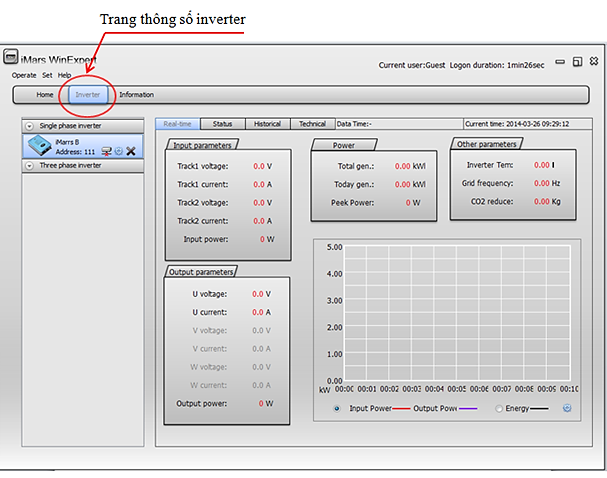 Trang thông số inverter
iMars WinExpert
Current user:Guest Logon duration: 1min26sec
Operate Set Help
Home Inverter Information
Single phase inverter
iMarrs B
Address: 111
Three phase inverter
Real-time Status Historical Technical Data Time:- Current time: 2014-03-26 09:29:12
Input parameters
Track1 voltage: 0.0 V
Track1 current: 0.0 A
Track2 voltage: 0.0 V
Track2 current: 0.0 A
Input power: 0 W
Power
Total gen.: 0.00 kWl
Today gen.: 0.00 kWl
Peek Power: 0 W
Other parameters
Inverter Tem: 0.00 l
Grid frequency: 0.00 Hz
CO2 reduce: 0.00 Kg
Output parameters
U voltage: 0.0 V
U current: 0.0 A
V voltage: 0.0 V
V current: 0.0 A
W voltage: 0.0 V
W current: 0.0 A
Output power: 0 W
5.00
4.00
3.00
2.00
1.00
0.00
kW 00:00 00:01 00:02 00:03 00:04 00:05 00:06 00:07 00:08 00:09 00:10
Input Power Output Pow Energy